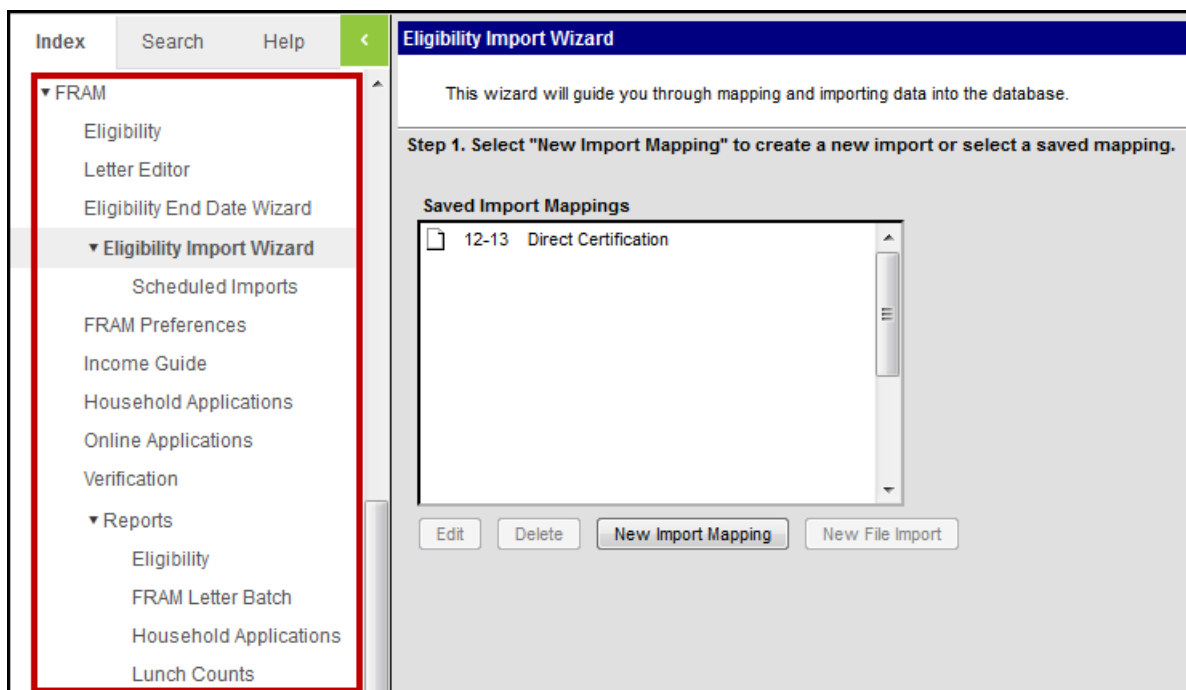 Index Search Help <
FRAM
Eligibility
Letter Editor
Eligibility End Date Wizard
Eligibility Import Wizard
Scheduled Imports
FRAM Preferences
Income Guide
Household Applications
Online Applications
Verification
Reports
Eligibility
FRAM Letter Batch
Household Applications
Lunch Counts
Eligibility Import Wizard
This wizard will guide you through mapping and importing data into the database.
Step 1. Select "New Import Mapping" to create a new import or select a saved mapping.
Saved Import Mappings
12-13 Direct Certification
Edit Delete New Import Mapping New File Import